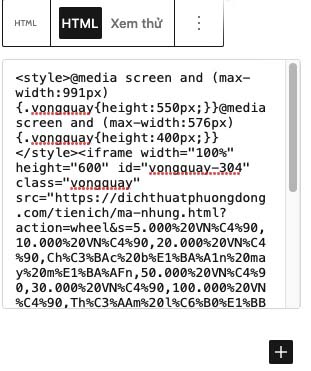 HTML HTML Xem thử
<style>@media screen and (max-
width:991px)
{.vongquay{height:550px;}}@media
screen and (max-width:576px)
{.vongquay{height:400px;}}
</style><iframe width="100%"
height="600" id="vongquay-304"
class="vongquay"
src="https://dichthuatphuongdong
.com/tienich/ma-nhung.html?
action=wheel&s=5.000%20VN%C4%90,
10.000%20VN%C4%90,20.000%20VN%C4
%90,Ch%C3%BAc%20b%E1%BA%A1n%20ma
y%20m%E1%BA%AFn,50.000%20VN%C4%9
0,30.000%20VN%C4%90,100.000%20VN
%C4%90,Th%C3%AAm%20l%C6%B0%E1%BB